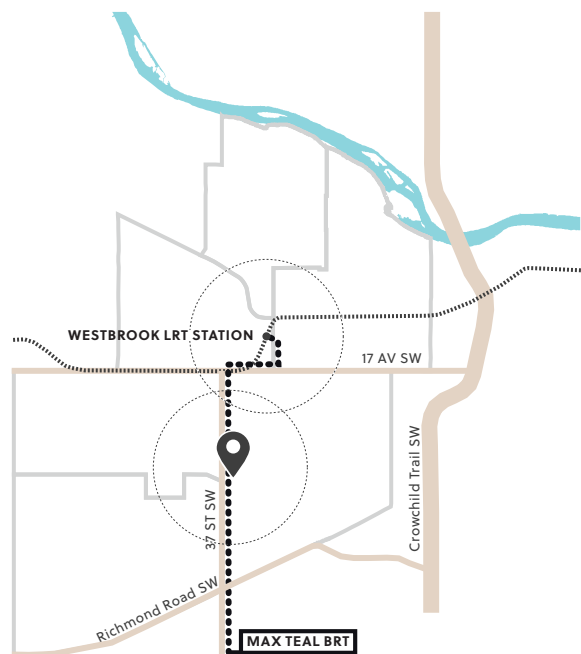 WESTBROOK LRT STATION
17 AV SW
Crowchild Trail SW
37 ST SW
Richmond Road SW
MAX TEAL BRT